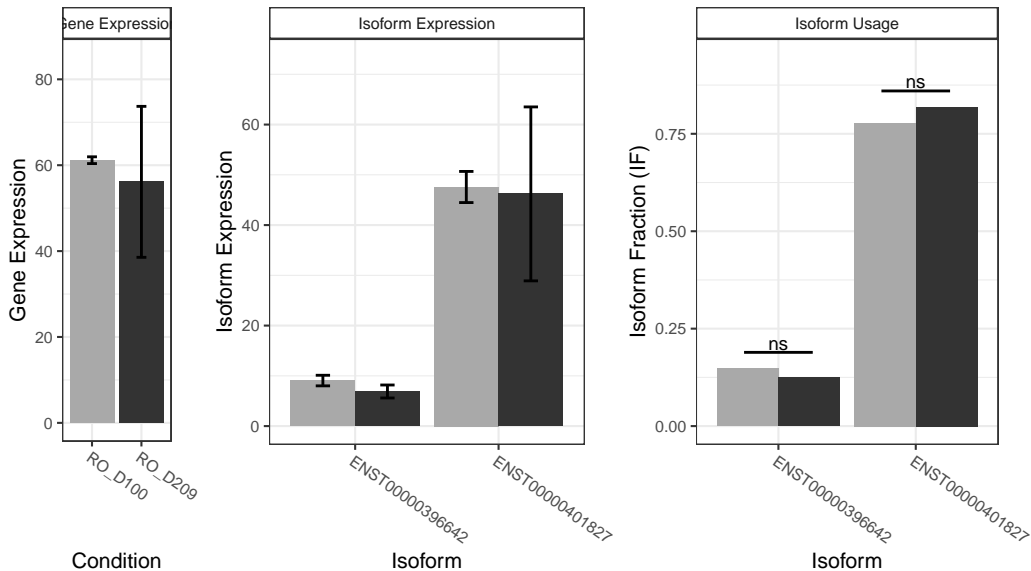 Gene Expression
Gene Expression
80
60
40
20
0
RO_D100
RO_D209
Condition
Isoform Expression
Isoform Expression
60
40
20
0
ENST00000396642
ENST00000401827
Isoform
Isoform Usage
Isoform Fraction (IF)
0.75
0.50
0.25
0.00
ns
ns
ENST00000396642
ENST00000401827
Isoform